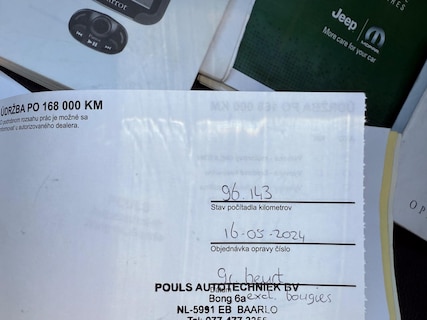 Jeep
MOPAR
More care for your car
ÚDRŽBA PO 168 000 KM
96 143
Stav počítadla kilometrov
16-05-2024
Objednávka opravy číslo
gr beurt
excl. bougies
POULS AUTOTECHNIEK BV
Bong 6a
NL-5991 EB BAARLO